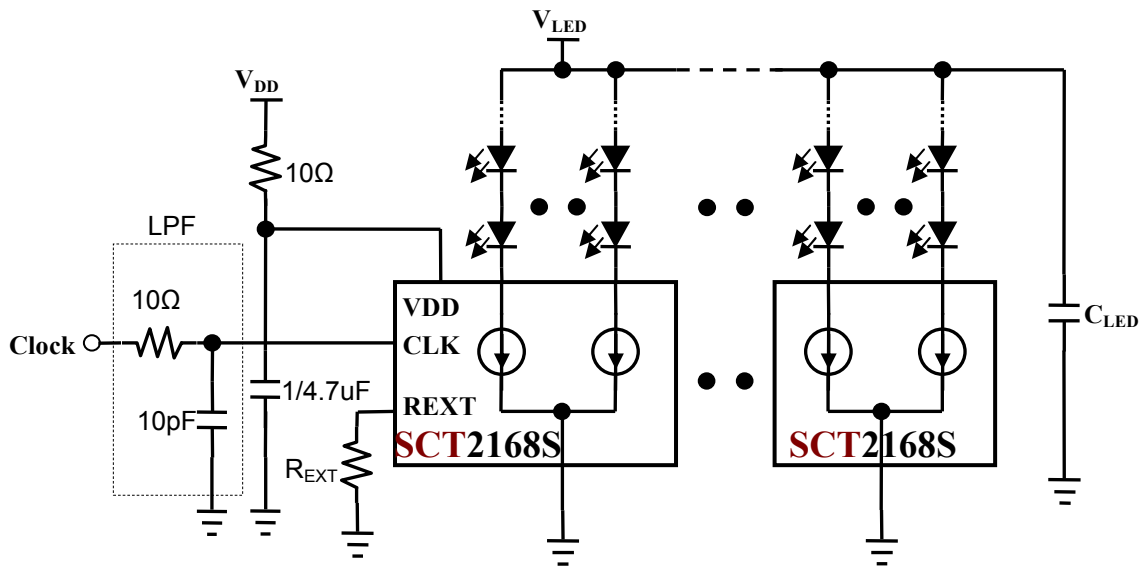 VLED
VDD
10Ω
LPF
10Ω
VDD
Clock
CLK
CLED
1/4.7uF
10pF
REXT
SCT2168S
SCT2168S
REXT